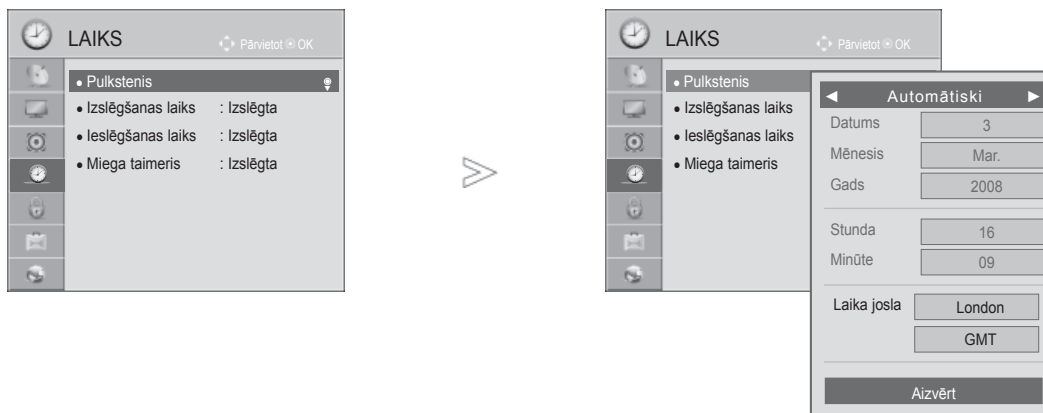 LAIKS
Pārvietot OK
• Pulkstenis
• Izslēgšanas laiks : Izslēgta
• Ieslēgšanas laiks : Izslēgta
• Miega taimeris : Izslēgta
LAIKS
Pārvietot OK
• Pulkstenis
• Izslēgšanas laiks
• Ieslēgšanas laiks
• Miega taimeris
◄ Automātiski ►
Datums 3
Mēnesis Mar.
Gads 2008
Stunda 16
Minūte 09
Laika josla London
GMT
Aizvērt